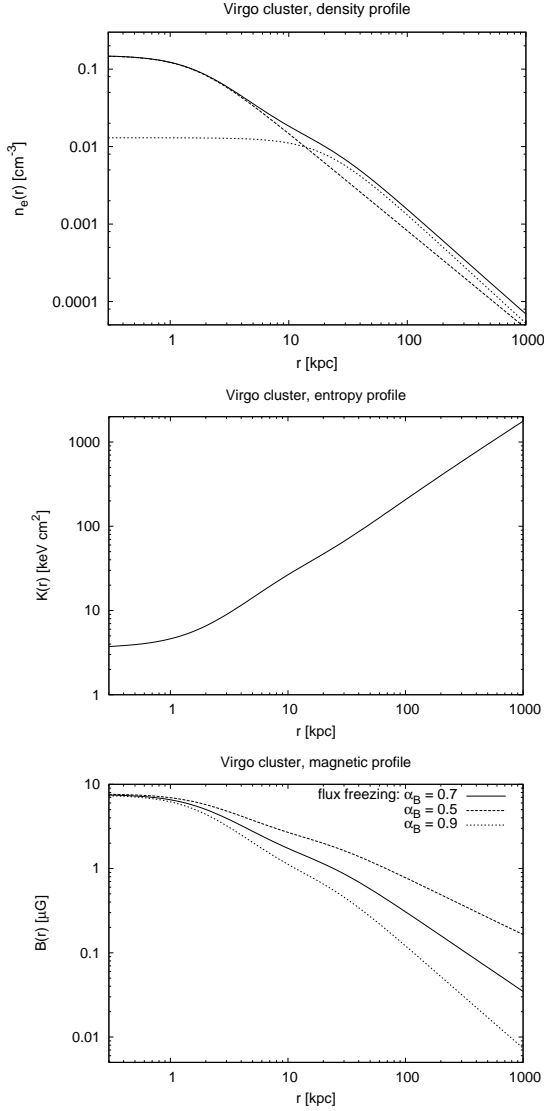 Virgo cluster, density profile
0.1
0.01
0.001
0.0001
n_e(r) [cm⁻³]
1 10 100 1000
r [kpc]
Virgo cluster, entropy profile
1000
100
10
1
K(r) [keV cm²]
1 10 100 1000
r [kpc]
Virgo cluster, magnetic profile
10
1
0.1
0.01
B(r) [μG]
flux freezing: α_B = 0.7
α_B = 0.5
α_B = 0.9
1 10 100 1000
r [kpc]